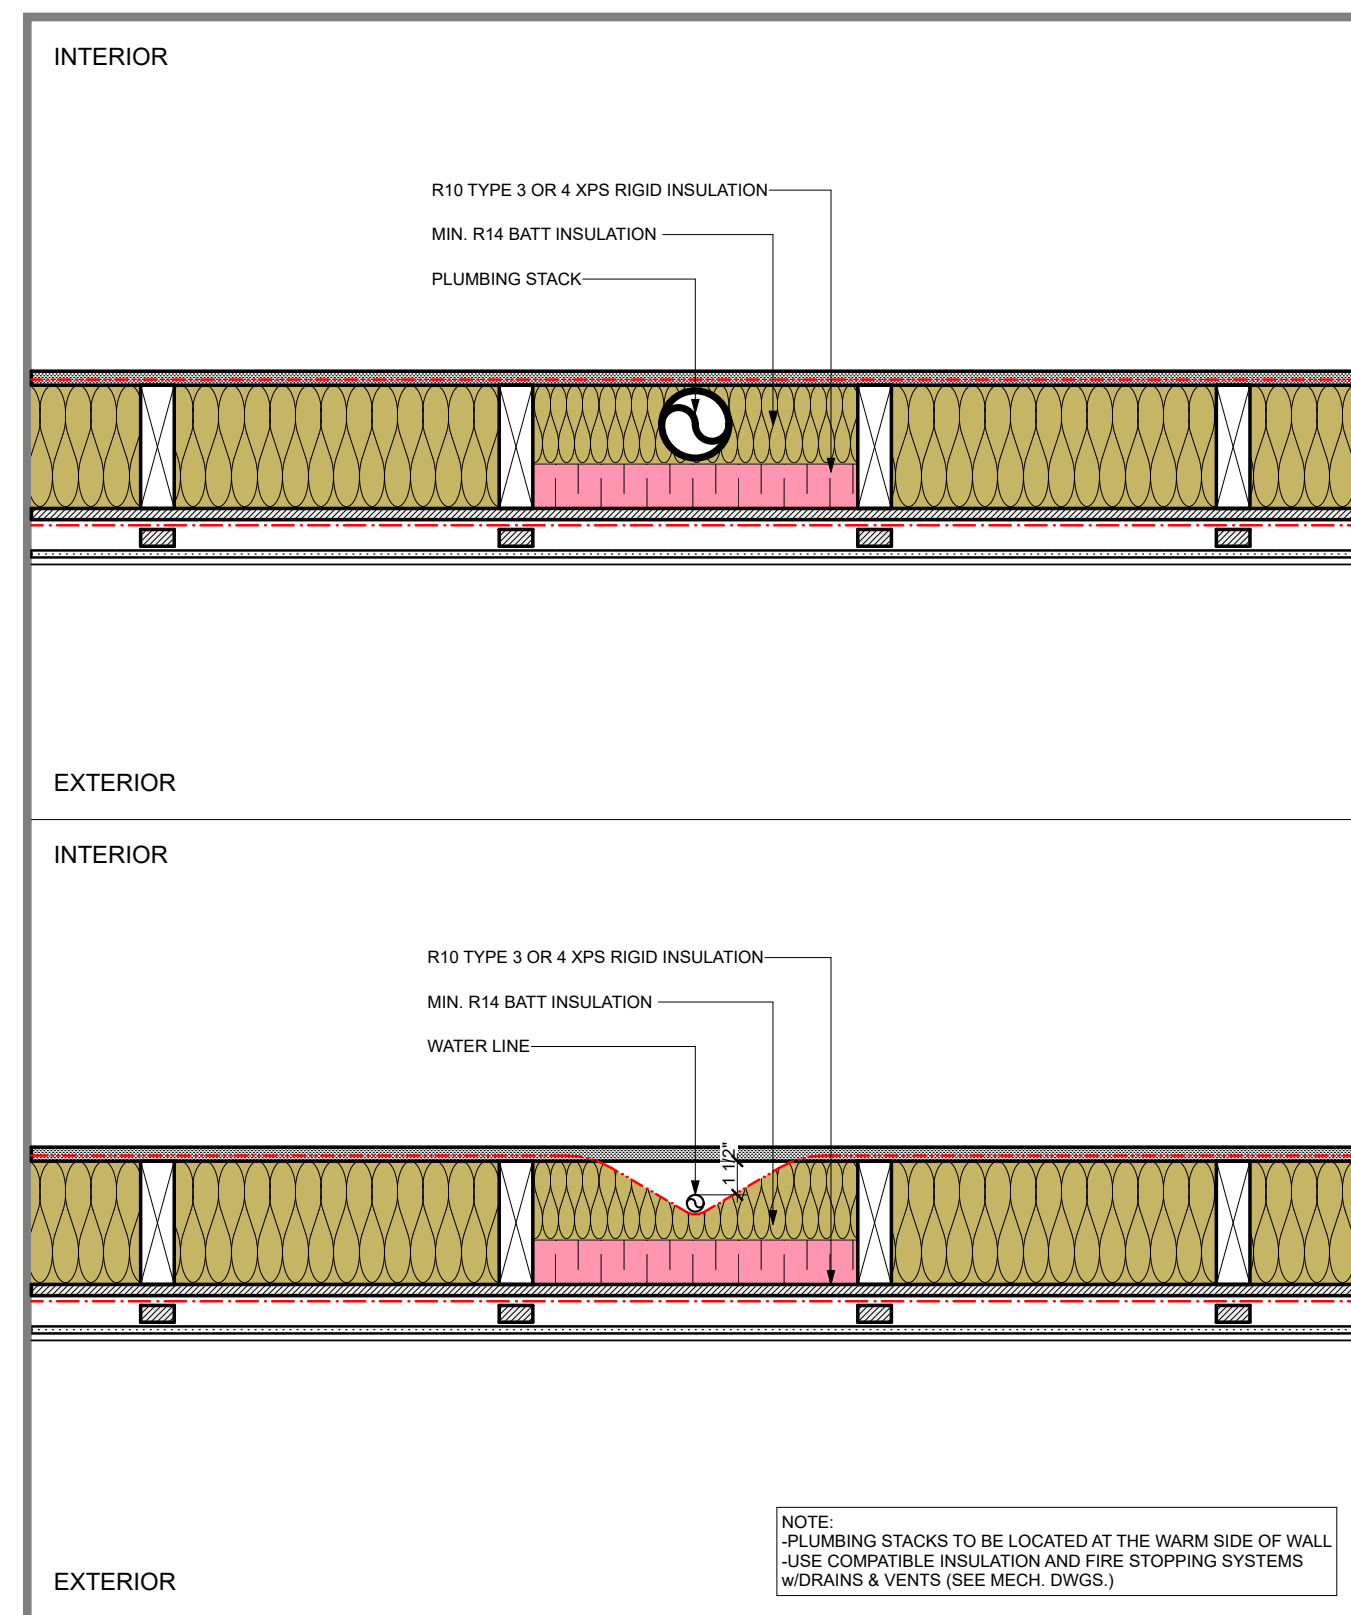 INTERIOR
R10 TYPE 3 OR 4 XPS RIGID INSULATION
MIN. R14 BATT INSULATION
PLUMBING STACK
EXTERIOR
INTERIOR
R10 TYPE 3 OR 4 XPS RIGID INSULATION
MIN. R14 BATT INSULATION
WATER LINE
1 1/2"
NOTE:
-PLUMBING STACKS TO BE LOCATED AT THE WARM SIDE OF WALL
-USE COMPATIBLE INSULATION AND FIRE STOPPING SYSTEMS
w/DRAINS & VENTS (SEE MECH. DWGS.)
EXTERIOR